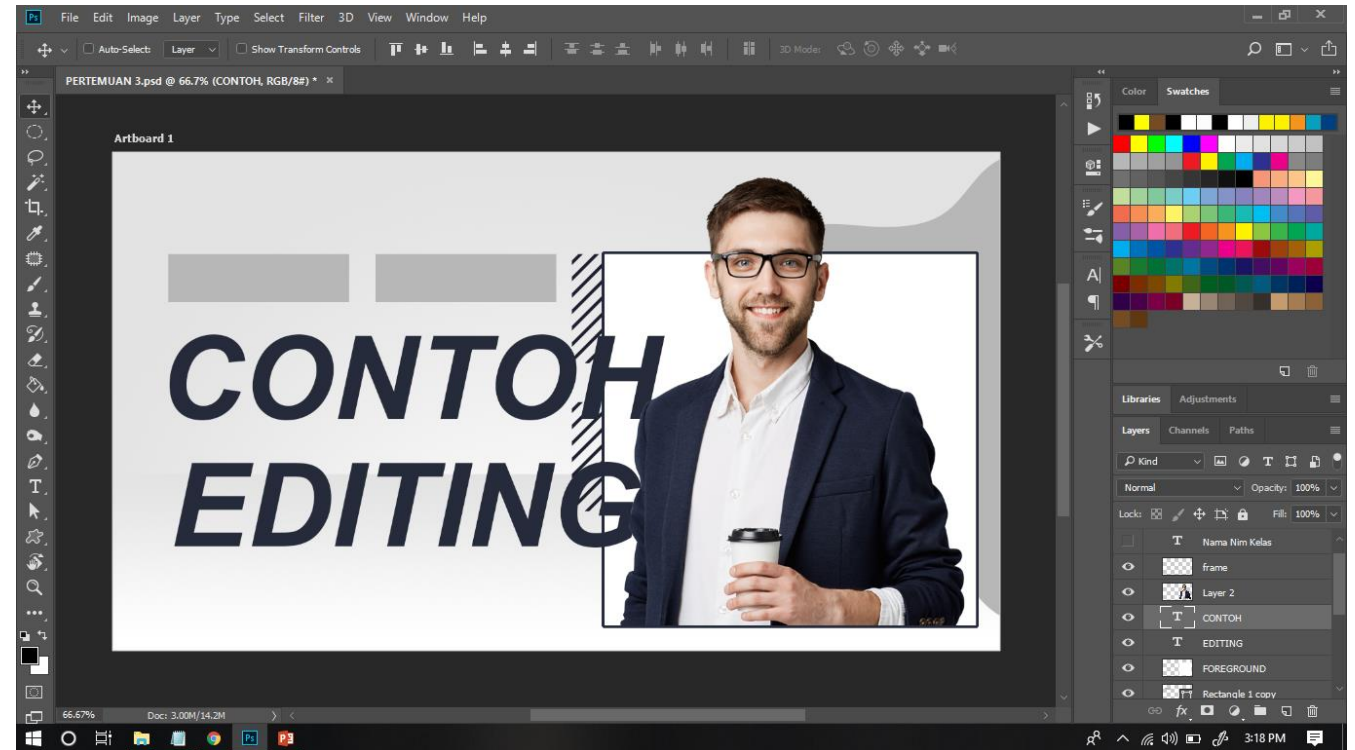 Ps File Edit Image Layer Type Select Filter 3D View Window Help
Auto-Select: Layer Show Transform Controls 3D Mode:
PERTEMUAN 3.psd @ 66.7% (CONTOH, RGB/8#) * ×
Color Swatches
Artboard 1
CONTOH
EDITING
Libraries Adjustments
Layers Channels Paths
Kind
Normal Opacity: 100%
Lock: Fill: 100%
T Nama Nim Kelas
frame
Layer 2
T CONTOH
T EDITING
FOREGROUND
Rectangle 1 copy
66.67% Doc: 3.00M/14.2M
fx
3:18 PM